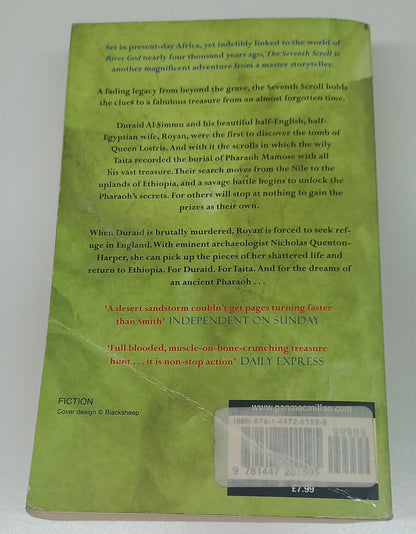 Set in present-day Africa, yet indelibly linked to the world of
River God nearly four thousand years ago, The Seventh Scroll is
another magnificent adventure from a master storyteller.
A fading legacy from beyond the grave, the Seventh Scroll holds
the clues to a fabulous treasure from an almost forgotten time.
Duraid Al Simmu and his beautiful half-English, half-
Egyptian wife, Royan, were the first to discover the tomb of
Queen Lostris. And with it the scrolls in which the wily
Taita recorded the burial of Pharaoh Mamose with all
his vast treasure. Their search moves from the Nile to the
uplands of Ethiopia, and a savage battle begins to unlock the
Pharaoh's secrets. For others will stop at nothing to gain the
prizes as their own.
When Duraid is brutally murdered, Royan is forced to seek ref-
uge in England. With eminent archaeologist Nicholas Quenton-
Harper, she can pick up the pieces of her shattered life and
return to Ethiopia. For Duraid. For Taita. And for the dreams of
an ancient Pharaoh . . .
'A desert sandstorm couldn't get pages turning faster
than Smith' INDEPENDENT ON SUNDAY
'Full blooded, muscle-on-bone-crunching treasure
hunt . . . it is non-stop action' DAILY EXPRESS
FICTION
Cover design © Blacksheep
www.panmacmillan.com
99999
£7.99